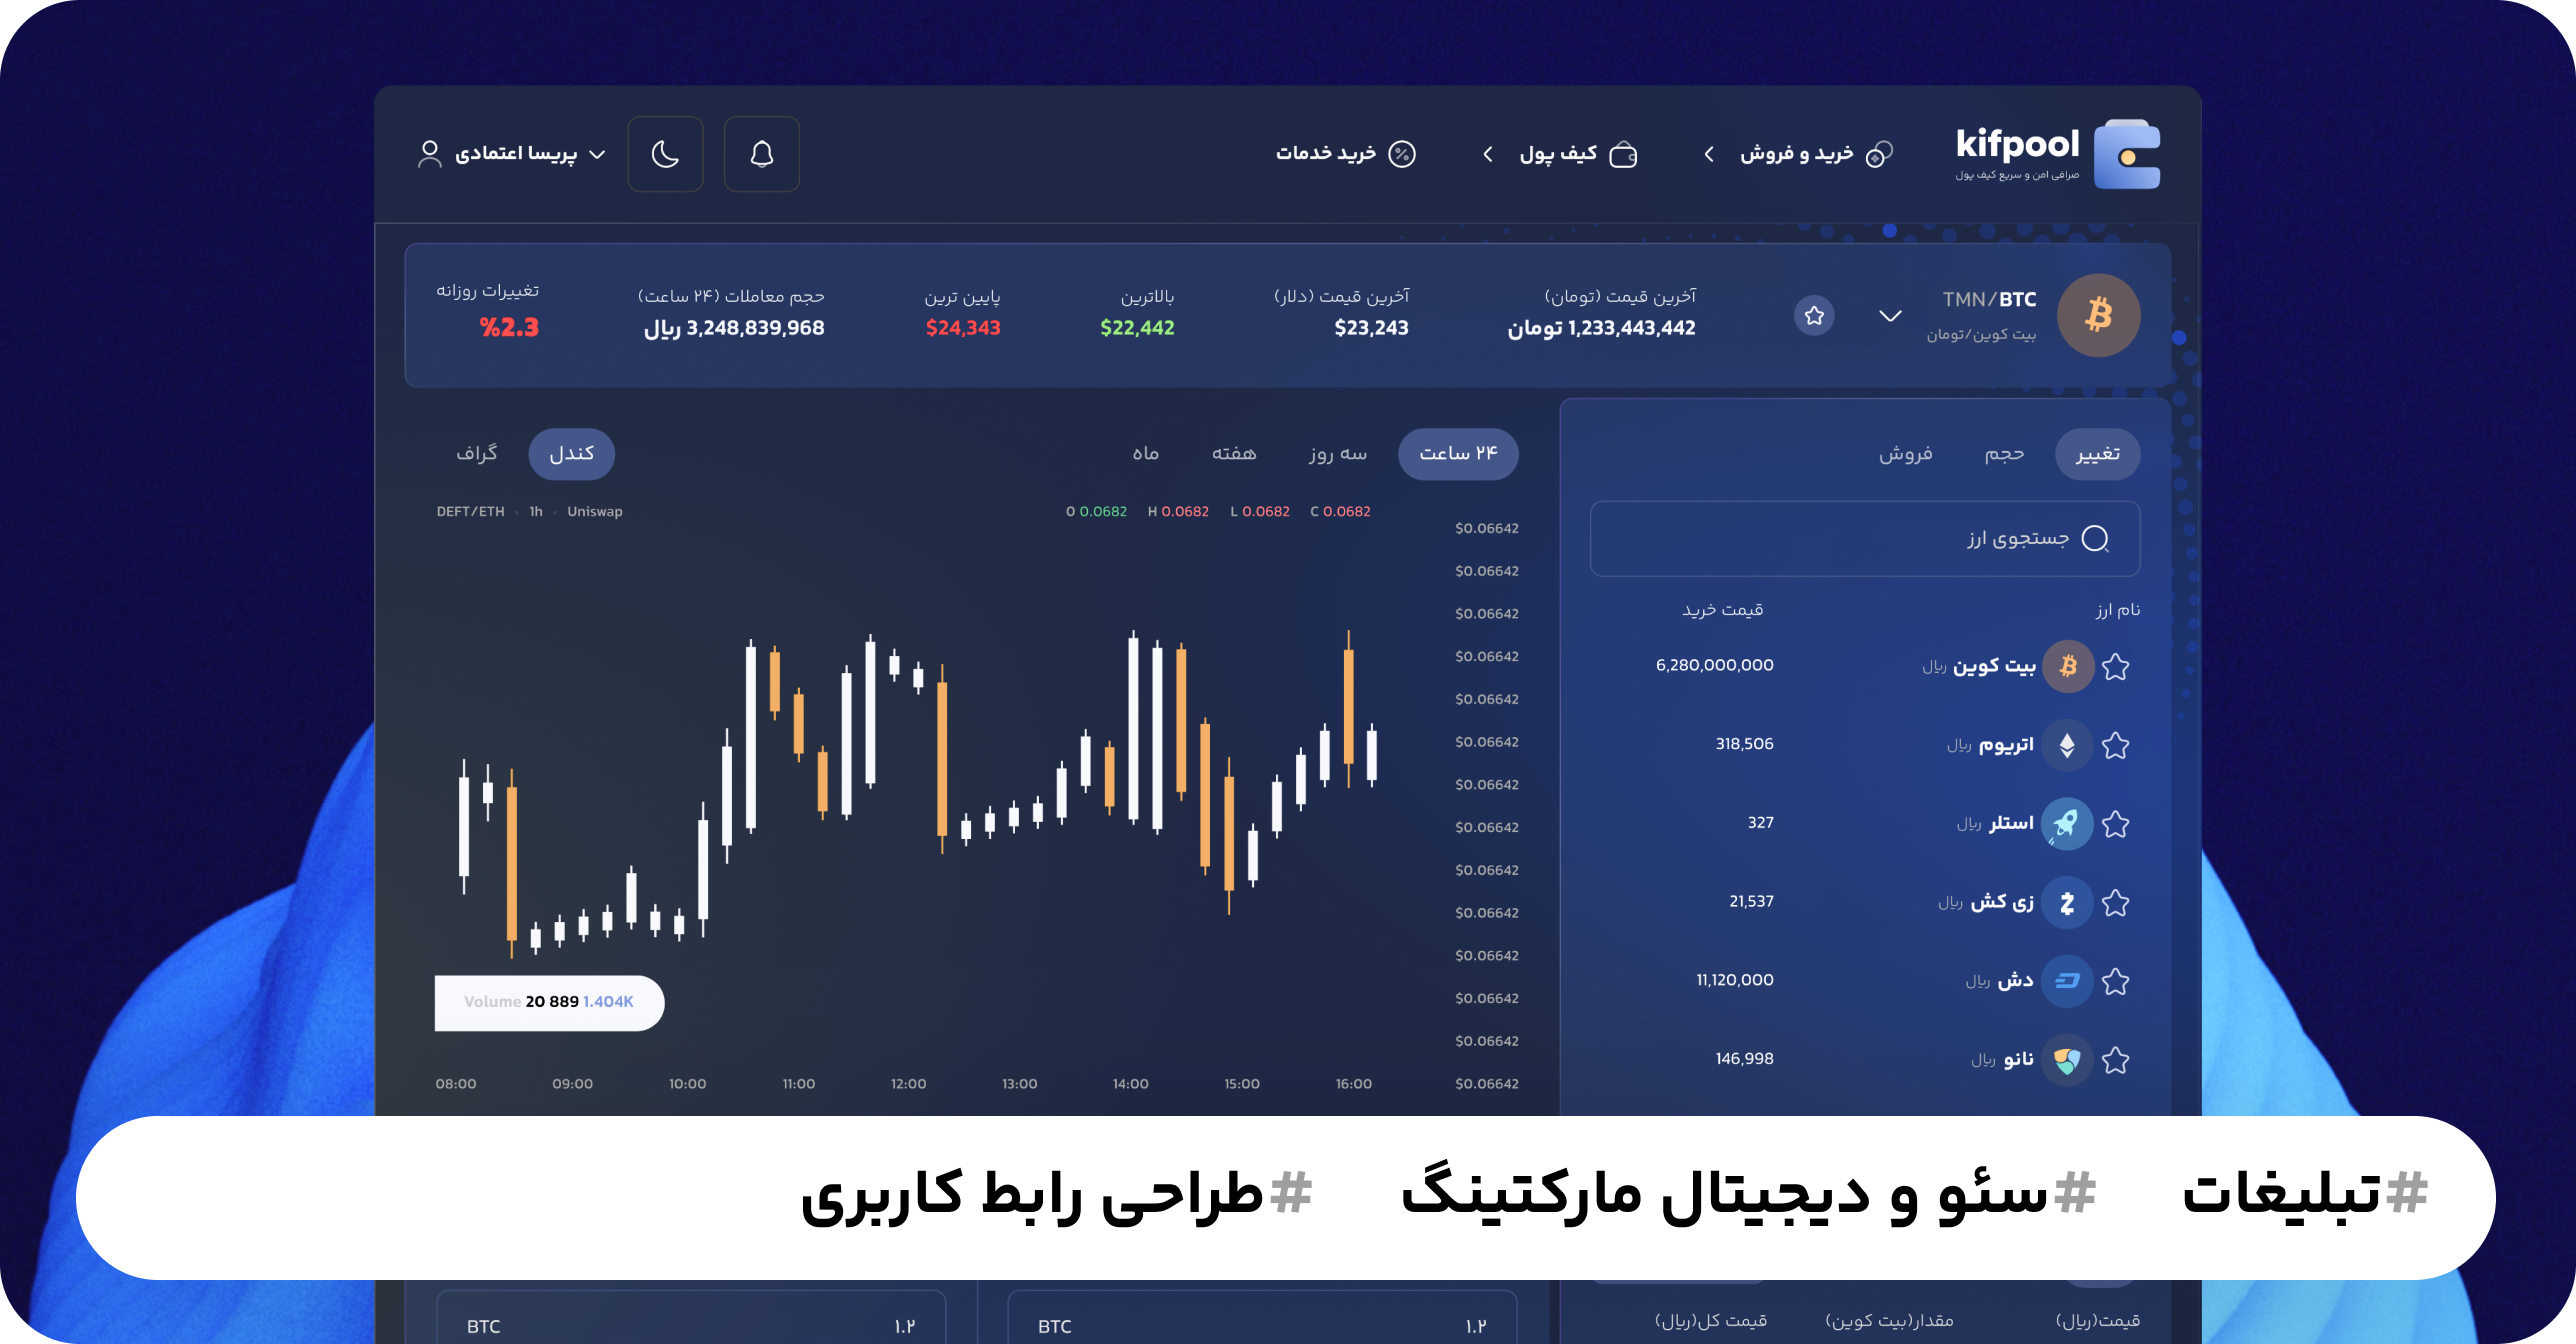 kifpool
صرافی امن و سریع کیف پول
خرید و فروش
کیف پول
خرید خدمات
پریسا اعتمادی
TMN/BTC
بیت کوین/تومان
آخرین قیمت (تومان)
1,233,443,442 تومان
آخرین قیمت (دلار)
$23,243
بالاترین
$22,442
پایین ترین
$24,343
حجم معاملات (۲۴ ساعت)
3,248,839,968 ریال
تغییرات روزانه
%2.3
تغییر حجم فروش
جستجوی ارز
نام ارز قیمت خرید
بیت کوین ریال 6,280,000,000
اتریوم ریال 318,506
استلر ریال 327
زی کش ریال 21,537
دش ریال 11,120,000
نانو ریال 146,998
۲۴ ساعت سه روز هفته ماه
کندل گراف
DEFT/ETH 1h Uniswap
O 0.0682 H 0.0682 L 0.0682 C 0.0682
$0.06642
$0.06642
$0.06642
$0.06642
$0.06642
$0.06642
$0.06642
$0.06642
$0.06642
$0.06642
$0.06642
$0.06642
$0.06642
$0.06642
Volume 20 889 1.404K
08:00 09:00 10:00 11:00 12:00 13:00 14:00 15:00 16:00
#تبلیغات #سئو و دیجیتال مارکتینگ #طراحی رابط کاربری
قیمت(ریال) مقدار(بیت کوین) قیمت کل(ریال)
۱.۲ BTC
۱.۲ BTC